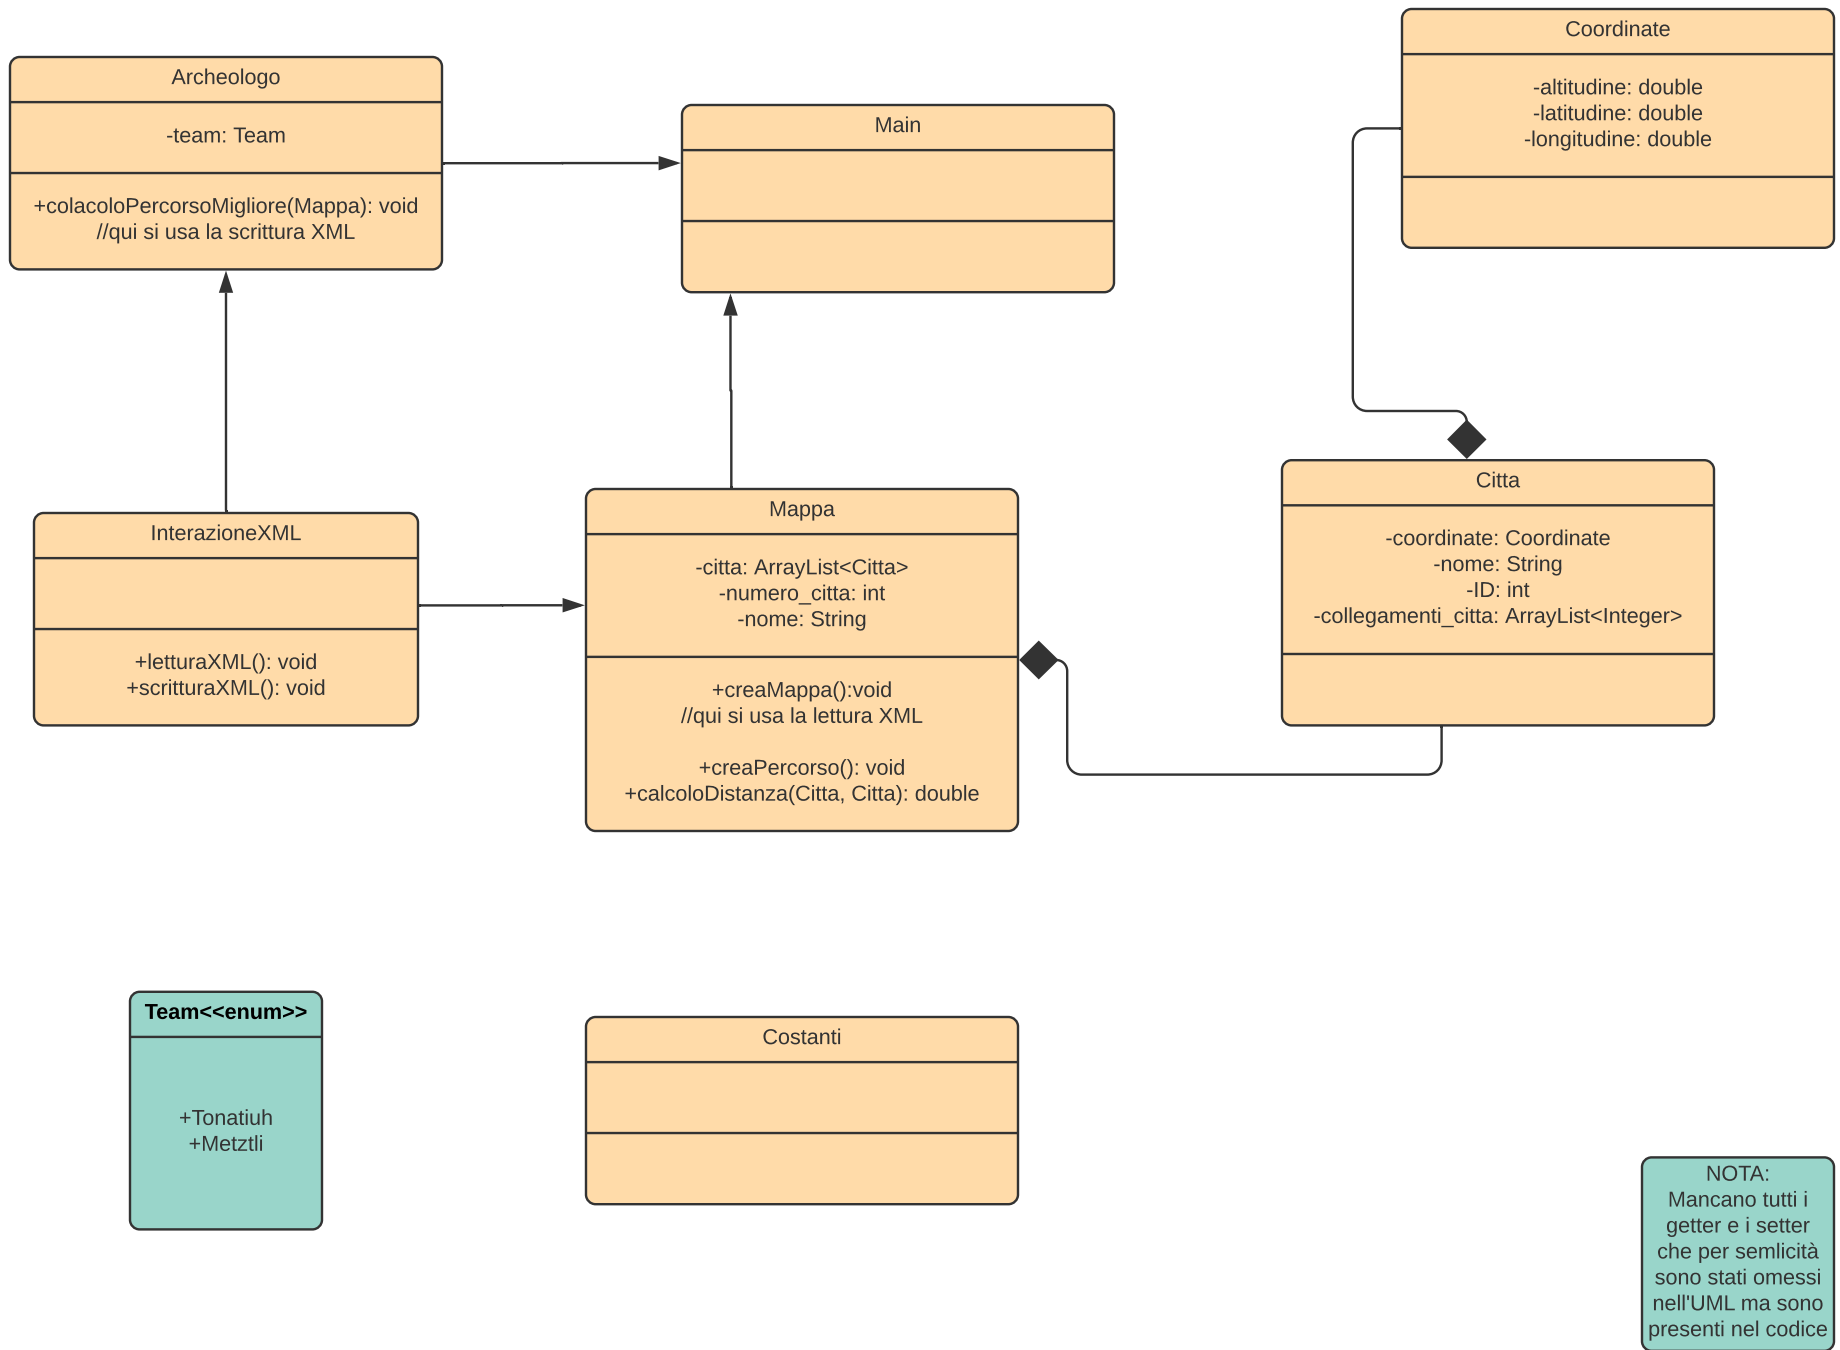 Archeologo
-team: Team
+colacoloPercorsoMigliore(Mappa): void
//qui si usa la scrittura XML
Main
Coordinate
-altitudine: double
-latitudine: double
-longitudine: double
InterazioneXML
+letturaXML(): void
+scritturaXML(): void
Mappa
-citta: ArrayList<Citta>
-numero_citta: int
-nome: String
+creaMappa():void
//qui si usa la lettura XML
+creaPercorso(): void
+calcoloDistanza(Citta, Citta): double
Citta
-coordinate: Coordinate
-nome: String
-ID: int
-collegamenti_citta: ArrayList<Integer>
Team<<enum>>
+Tonatiuh
+Metztli
Costanti
NOTA:
Mancano tutti i
getter e i setter
che per semlicità
sono stati omessi
nell'UML ma sono
presenti nel codice